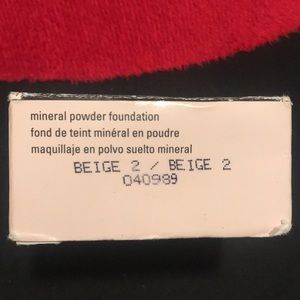 mineral powder foundation
fond de teint minéral en poudre
maquillaje en polvo suelto mineral
BEIGE 2 / BEIGE 2
040989